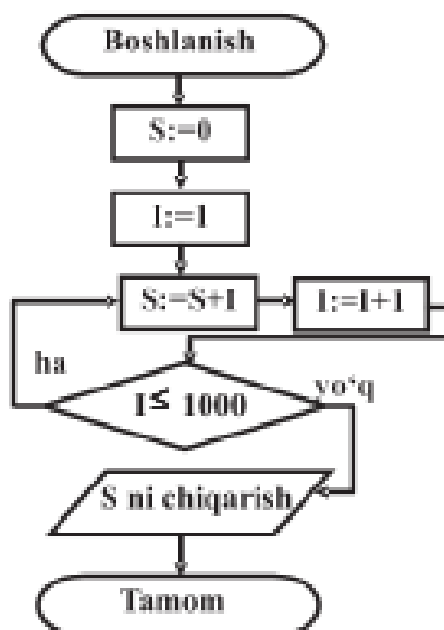 Boshlanish
S:=0
I:=1
S:=S+I
I:=I+1
ha
I≤ 1000
yo‘q
S ni chiqarish
Tamom